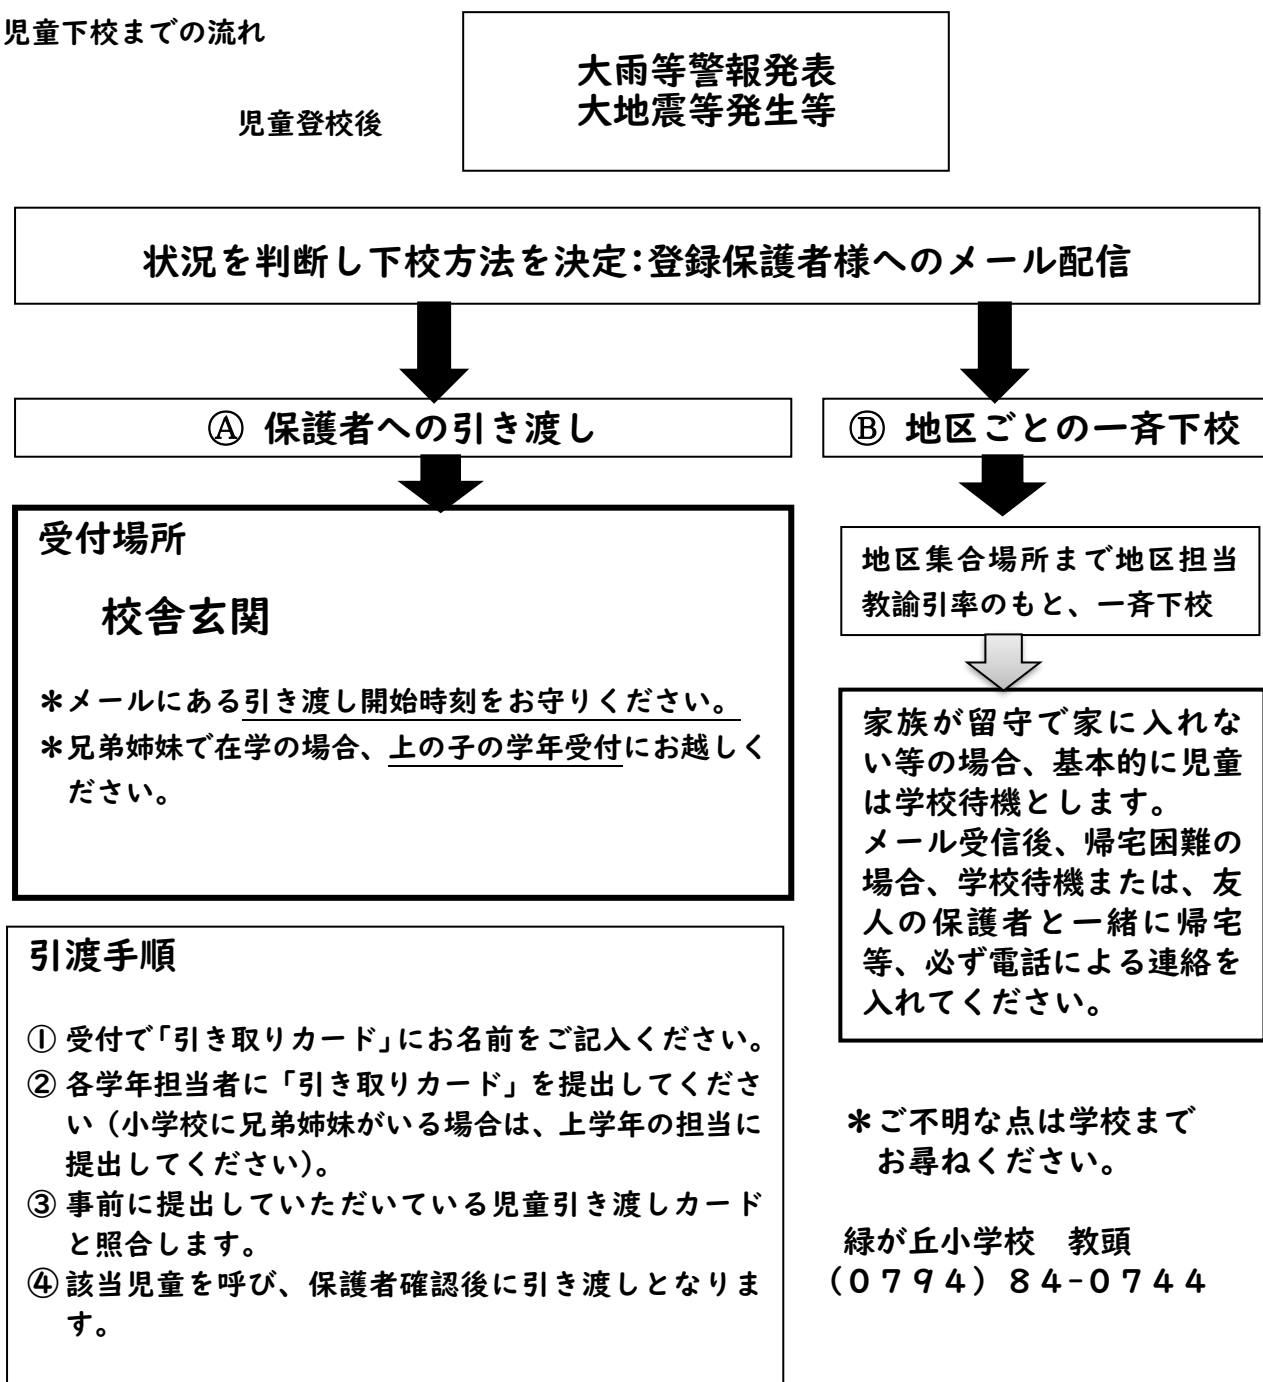 児童下校までの流れ
大雨等警報発表
大地震等発生等
児童登校後
状況を判断し下校方法を決定:登録保護者様へのメール配信
Ⓐ 保護者への引き渡し
受付場所
校舎玄関
*メールにある引き渡し開始時刻をお守りください。
*兄弟姉妹で在学の場合、上の子の学年受付にお越しく
ださい。
引渡手順
① 受付で「引き取りカード」にお名前をご記入ください。
② 各学年担当者に「引き取りカード」を提出してくださ
い(小学校に兄弟姉妹がいる場合は、上学年の担当に
提出してください)。
③ 事前に提出していただいている児童引き渡しカード
と照合します。
④ 該当児童を呼び、保護者確認後に引き渡しとなりま
す。
Ⓑ 地区ごとの一斉下校
地区集合場所まで地区担当
教諭引率のもと、一斉下校
家族が留守で家に入れな
い等の場合、基本的に児童
は学校待機とします。
メール受信後、帰宅困難の
場合、学校待機または、友
人の保護者と一緒に帰宅
等、必ず電話による連絡を
入れてください。
*ご不明な点は学校まで
お尋ねください。
緑が丘小学校 教頭
(0794)84-0744